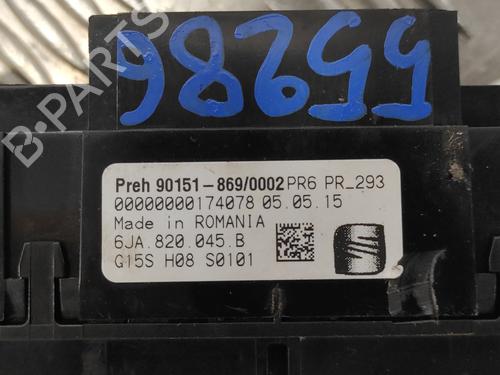 B-PARTS
Preh 90151-869/0002 PR6 PR_293
00000000174078 05.05.15
Made in ROMANIA
6JA.820.045.B
G15S H08 S0101